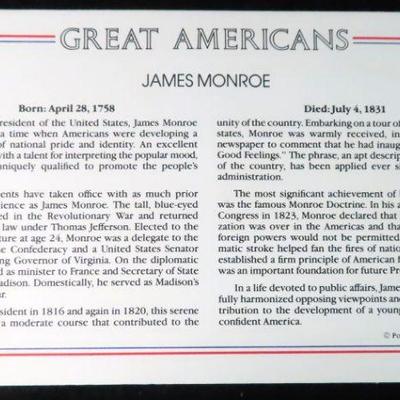 GREAT AMERICANS
JAMES MONROE
Born: April 28, 1758
resident of the United States, James Monroe
a time when Americans were developing a
of national pride and identity. An excellent
with a talent for interpreting the popular mood,
niquely qualified to promote the people's
ents have taken office with as much prior
ience as James Monroe. The tall, blue-eyed
ed in the Revolutionary War and returned
law under Thomas Jefferson. Elected to the
ture at age 24, Monroe was a delegate to the
e Confederacy and a United States Senator
ng Governor of Virginia. On the diplomatic
d as minister to France and Secretary of State
adison. Domestically, he served as Madison's
ar.
sident in 1816 and again in 1820, this serene
a moderate course that contributed to the
Died: July 4, 1831
unity of the country. Embarking on a tour of
states, Monroe was warmly received, in
newspaper to comment that he had inaug
Good Feelings." The phrase, an apt descrip
of the country, has been applied ever si
administration.
The most significant achievement of
was the famous Monroe Doctrine. In his a
Congress in 1823, Monroe declared that
zation was over in the Americas and tha
foreign powers would not be permitted
matic stroke helped fan the fires of nation
established a firm principle of American f
was an important foundation for future Pr
In a life devoted to public affairs, Jame
fully harmonized opposing viewpoints and
tribution to the development of a young
confident America.
© Po